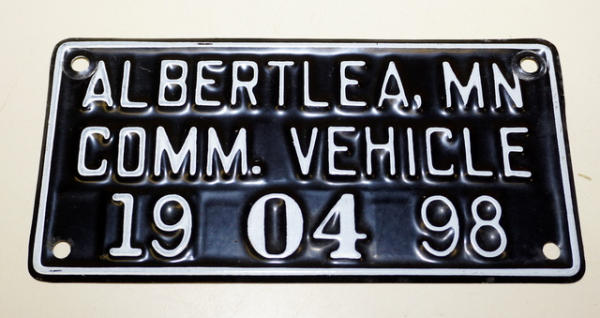 ALBERTLEA, MN
COMM. VEHICLE
19 04 98